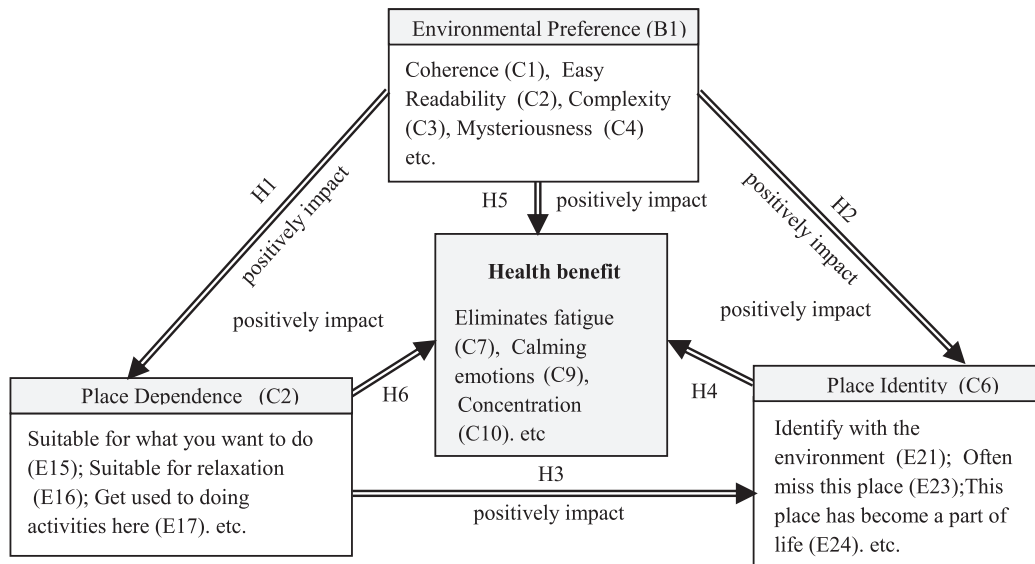 Environmental Preference (B1)
Coherence (C1), Easy
Readability (C2), Complexity
(C3), Mysteriousness (C4)
etc.
H1
positively impact
H5
positively impact
H2
positively impact
Health benefit
Eliminates fatigue
(C7), Calming
emotions (C9),
Concentration
(C10). etc
positively impact
H6
positively impact
H4
Place Dependence (C2)
Suitable for what you want to do
(E15); Suitable for relaxation
(E16); Get used to doing
activities here (E17). etc.
H3
positively impact
Place Identity (C6)
Identify with the
environment (E21); Often
miss this place (E23);This
place has become a part of
life (E24). etc.